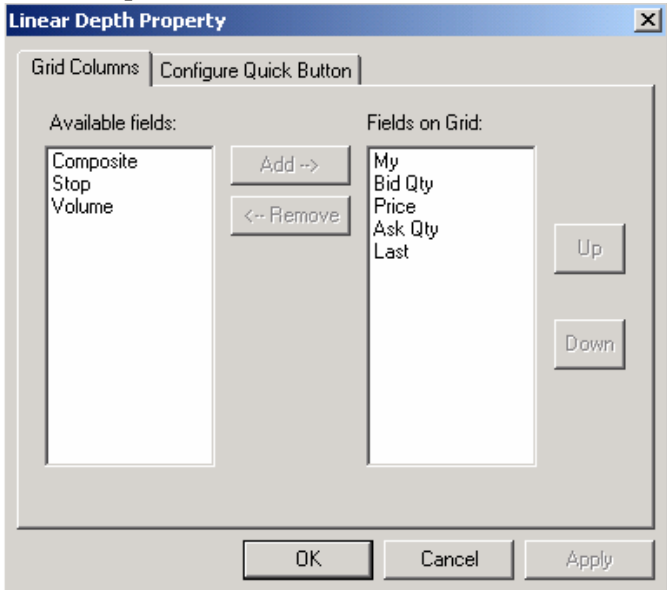 Linear Depth Property
Grid Columns Configure Quick Button
Available fields: Fields on Grid:
Composite
Stop
Volume
Add -->
<-- Remove
My
Bid Qty
Price
Ask Qty
Last
Up
Down
OK Cancel Apply